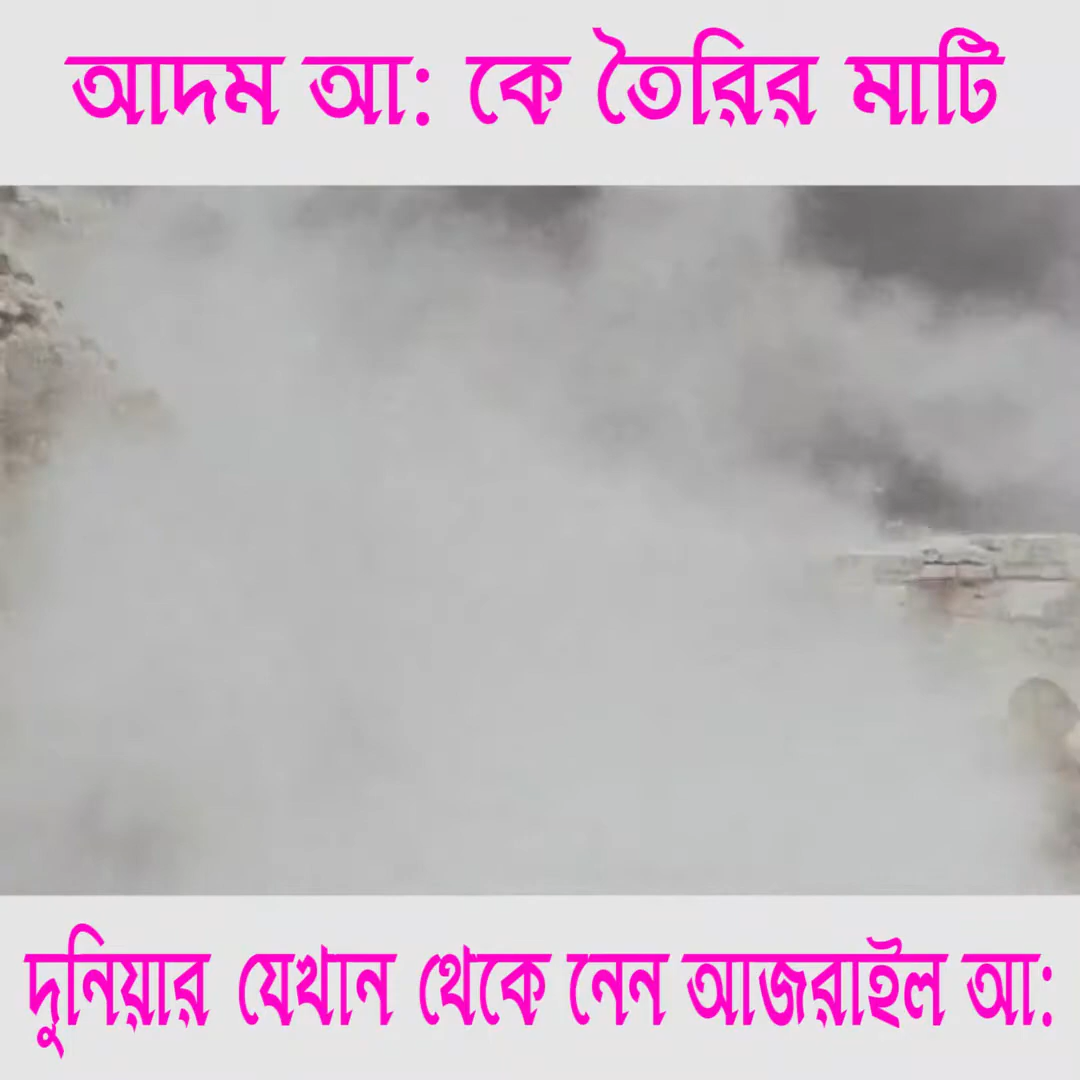 আদম আ: কে তৈরির মাটি
দুনিয়ার যেখান থেকে নেন আজরাইল আ: